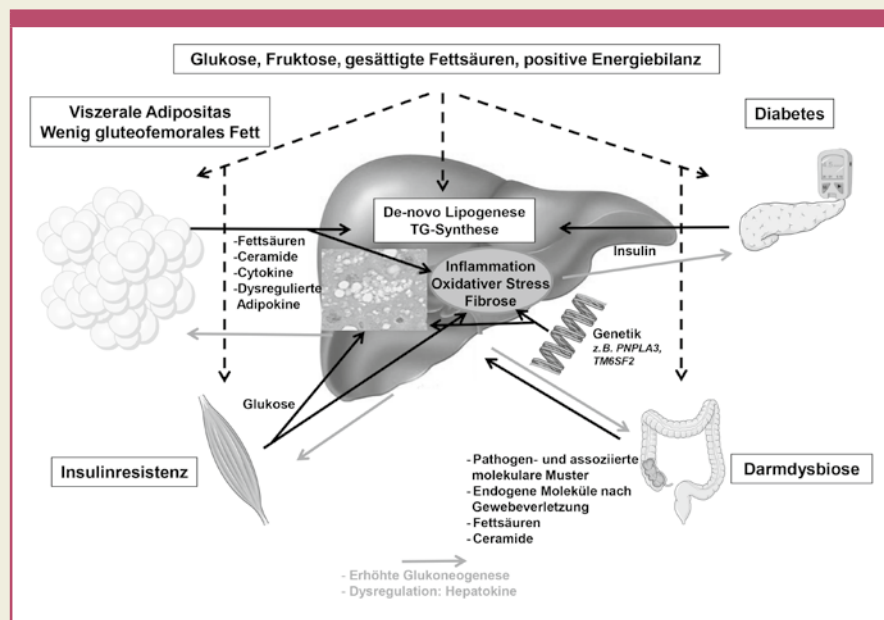 Glukose, Fruktose, gesättigte Fettsäuren, positive Energiebilanz
Viszerale Adipositas
Wenig gluteofemorales Fett
Diabetes
De-novo Lipogenese
TG-Synthese
-Fettsäuren
-Ceramide
-Cytokine
-Dysregulierte
Adipokine
Inflammation
Oxidativer Stress
Fibrose
Insulin
Genetik
z.B. PNPLA3,
TM6SF2
Glukose
Insulinresistenz
- Pathogen- und assoziierte
molekulare Muster
- Endogene Moleküle nach
Gewebeverletzung
- Fettsäuren
- Ceramide
Darmdysbiose
- Erhöhte Glukoneogenese
- Dysregulation: Hepatokine